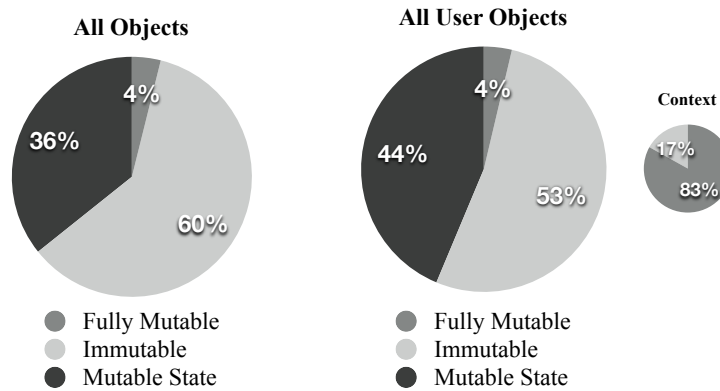 All Objects
4%
36%
60%
Fully Mutable
Immutable
Mutable State
All User Objects
4%
44%
53%
Fully Mutable
Immutable
Mutable State
Context
17%
83%